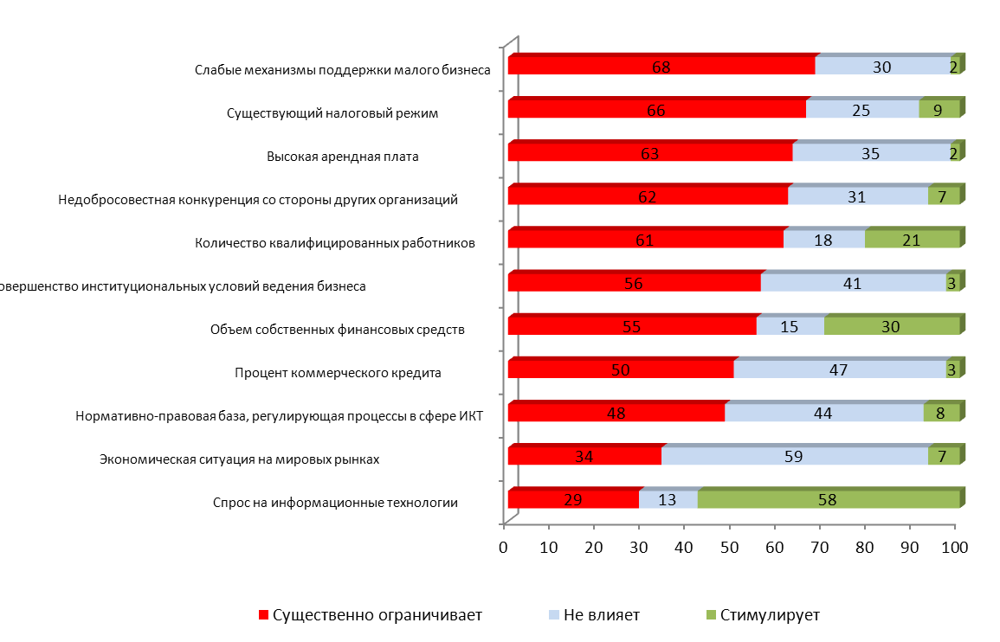 Слабые механизмы поддержки малого бизнеса 68 30 2
Существующий налоговый режим 66 25 9
Высокая арендная плата 63 35 2
Недобросовестная конкуренция со стороны других организаций 62 31 7
Количество квалифицированных работников 61 18 21
овершенство институциональных условий ведения бизнеса 56 41 3
Объем собственных финансовых средств 55 15 30
Процент коммерческого кредита 50 47 3
Нормативно-правовая база, регулирующая процессы в сфере ИКТ 48 44 8
Экономическая ситуация на мировых рынках 34 59 7
Спрос на информационные технологии 29 13 58
0 10 20 30 40 50 60 70 80 90 100
Существенно ограничивает Не влияет Стимулирует